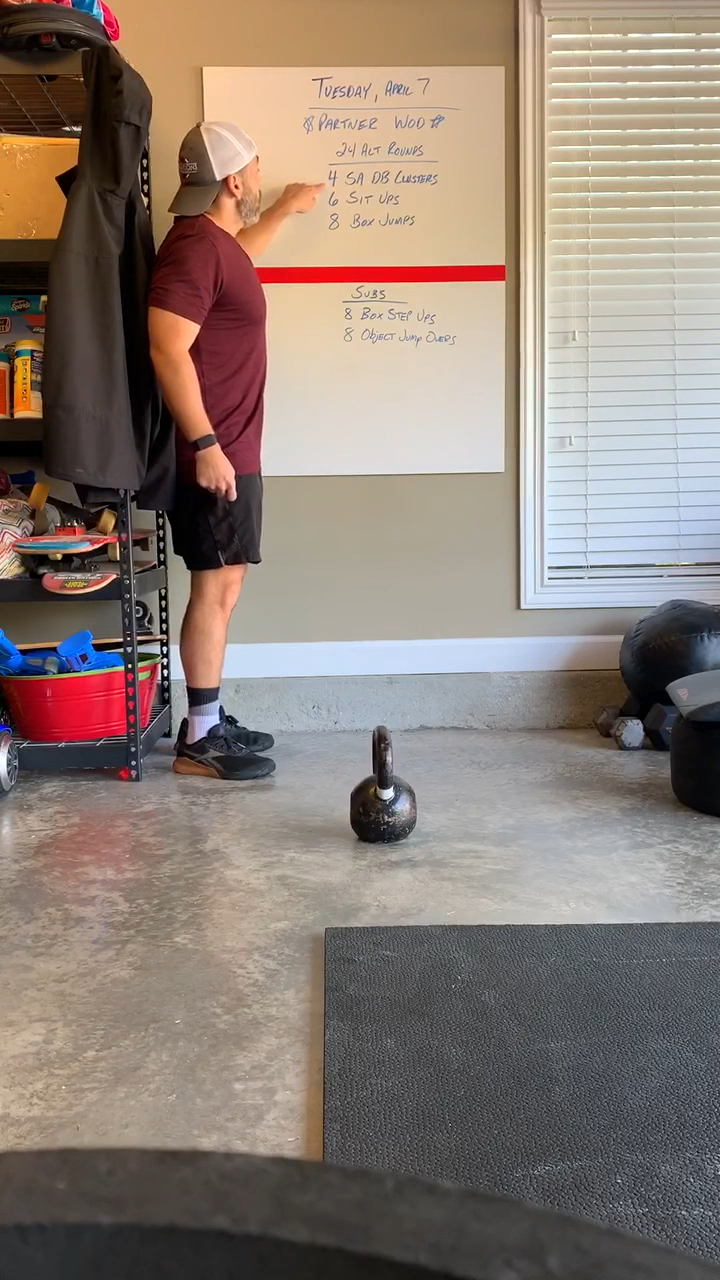 TUESDAY, APRIL 7
PARTNER WOD
24 ALT ROUNDS
4 SA DB CLUSTERS
6 SIT UPS
8 BOX JUMPS
SUBS
8 BOX STEP UPS
8 OBJECT JUMP OVERS